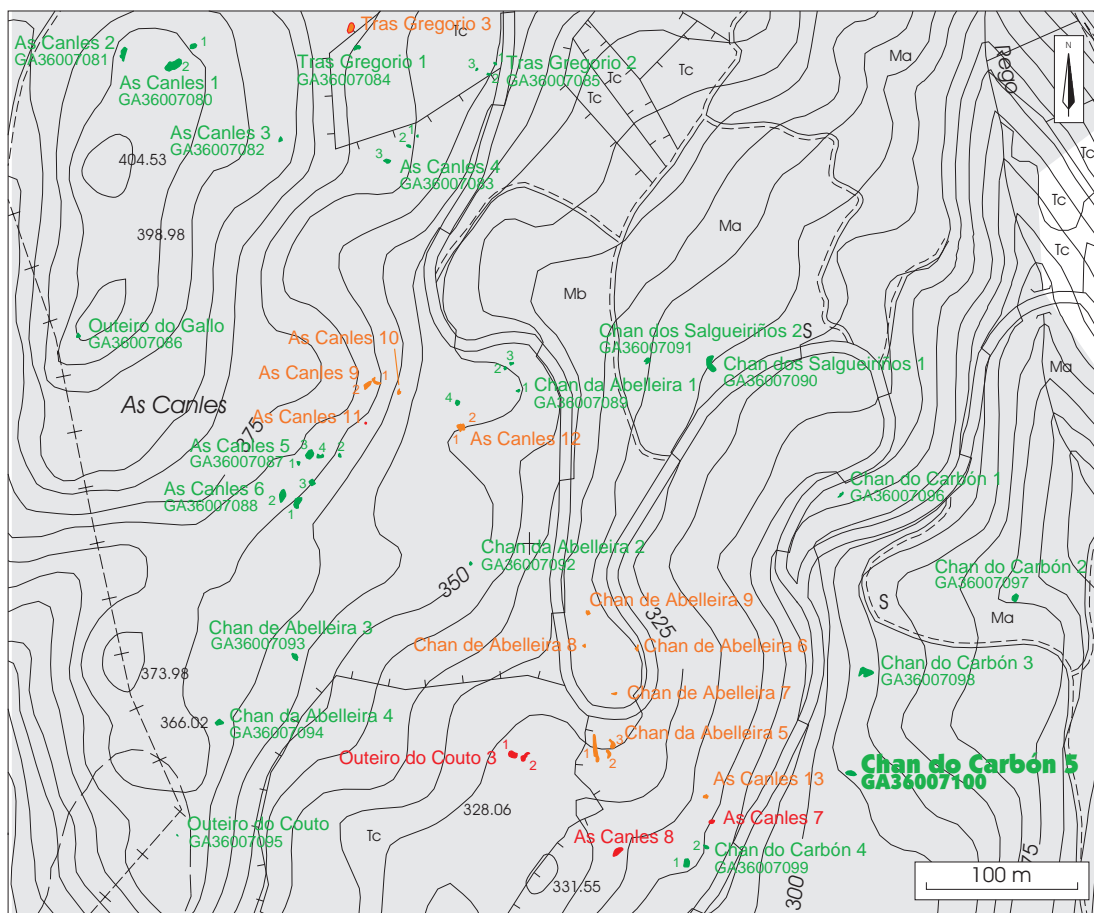 Tras Gregorio 3
Tc
rego
N
As Canles 2
GA36007081
1
2
As Canles 1
GA36007080
Tras Gregorio 1
GA36007084
3
2
Tras Gregorio 2
GA36007085
Tc
Tc
Tc
Ma
As Canles 3
GA36007082
404.53
1
2
3
As Canles 4
GA36007083
Tc
Tc
Tc
398.98
Ma
Mb
Outeiro do Gallo
GA36007086
As Canles 10
As Canles 9
1
2
3
2
1
Chan da Abelleira 1
GA36007089
4
Chan dos Salgueiriños 2
GA36007091
S
Chan dos Salgueiriños 1
GA36007090
Ma
As Canles
As Canles 11
375
2
1
As Canles 12
As Canles 5
GA36007087
3
4
2
1
As Canles 6
GA36007088
3
2
1
Chan do Carbón 1
GA36007096
Chan da Abelleira 2
GA36007092
350
Chan do Carbón 2
GA36007097
S
Ma
Chan de Abelleira 9
325
Chan de Abelleira 8
Chan de Abelleira 6
Chan de Abelleira 3
GA36007093
373.98
Chan do Carbón 3
GA36007098
Chan de Abelleira 7
366.02
Chan da Abelleira 4
GA36007094
Chan da Abelleira 5
1
3
2
Outeiro do Couto 3
1
2
Chan do Carbón 5
GA36007100
As Canles 13
328.06
As Canles 7
Outeiro do Couto
GA36007095
Tc
As Canles 8
2
1
Chan do Carbón 4
GA36007099
331.55
300
75
100 m